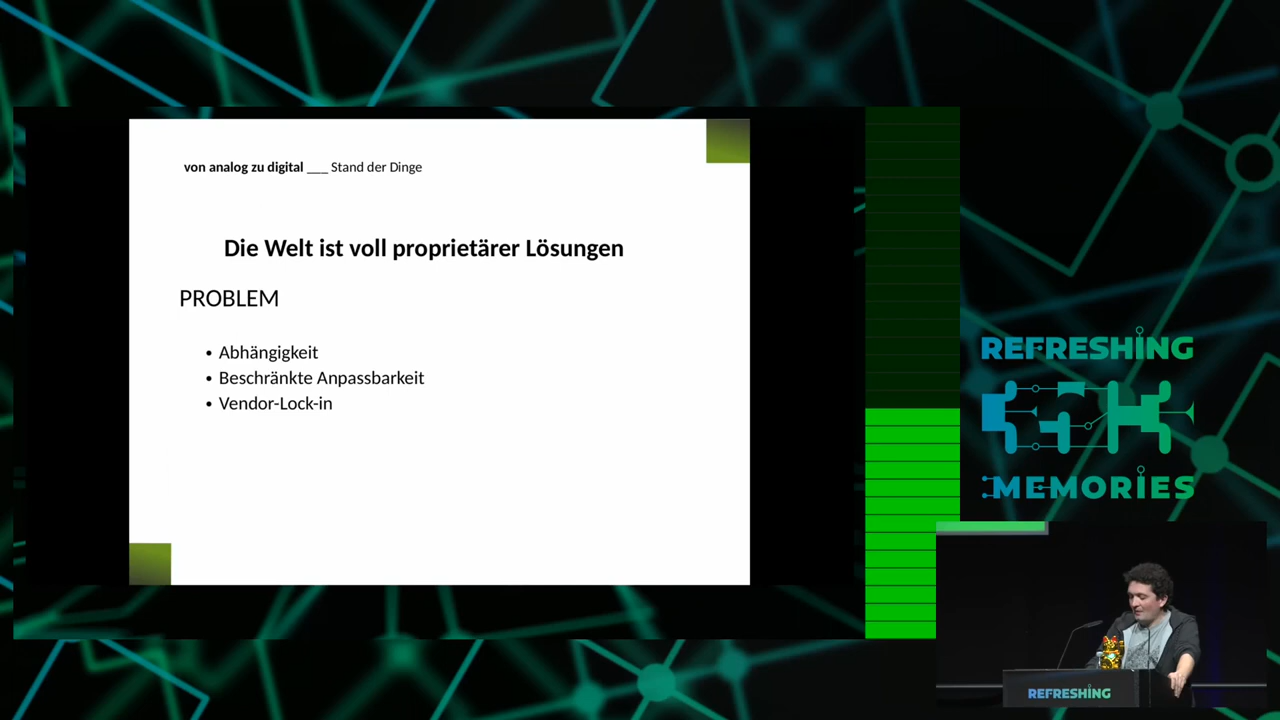 von analog zu digital ___ Stand der Dinge
Die Welt ist voll proprietärer Lösungen
PROBLEM
• Abhängigkeit
• Beschränkte Anpassbarkeit
• Vendor-Lock-in
REFRESHING
MEMORIES
REFRESHING